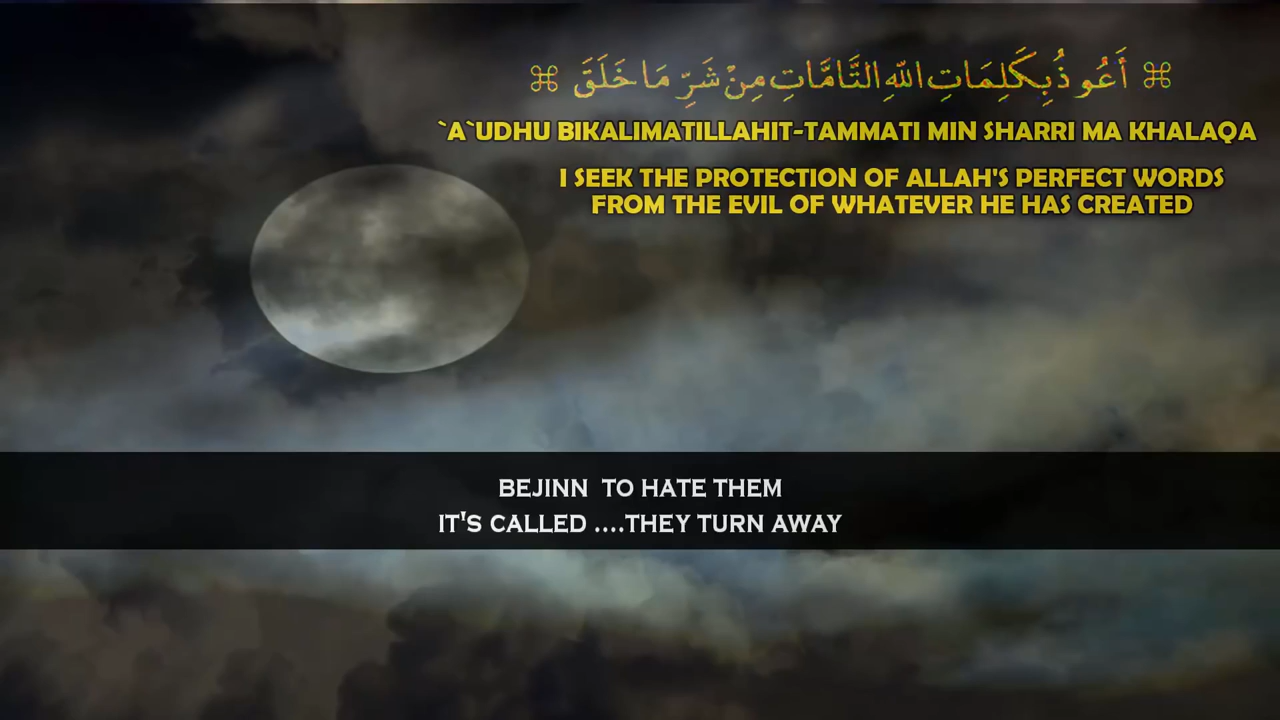 ⌘ أَعُوذُ بِكَلِمَاتِ اللَّهِ التَّامَّاتِ مِنْ شَرِّ مَا خَلَقَ ⌘
`A`UDHU BIKALIMATILLAHIT-TAMMATI MIN SHARRI MA KHALAQA
I SEEK THE PROTECTION OF ALLAH'S PERFECT WORDS
FROM THE EVIL OF WHATEVER HE HAS CREATED
BEJINN TO HATE THEM
IT'S CALLED ....THEY TURN AWAY